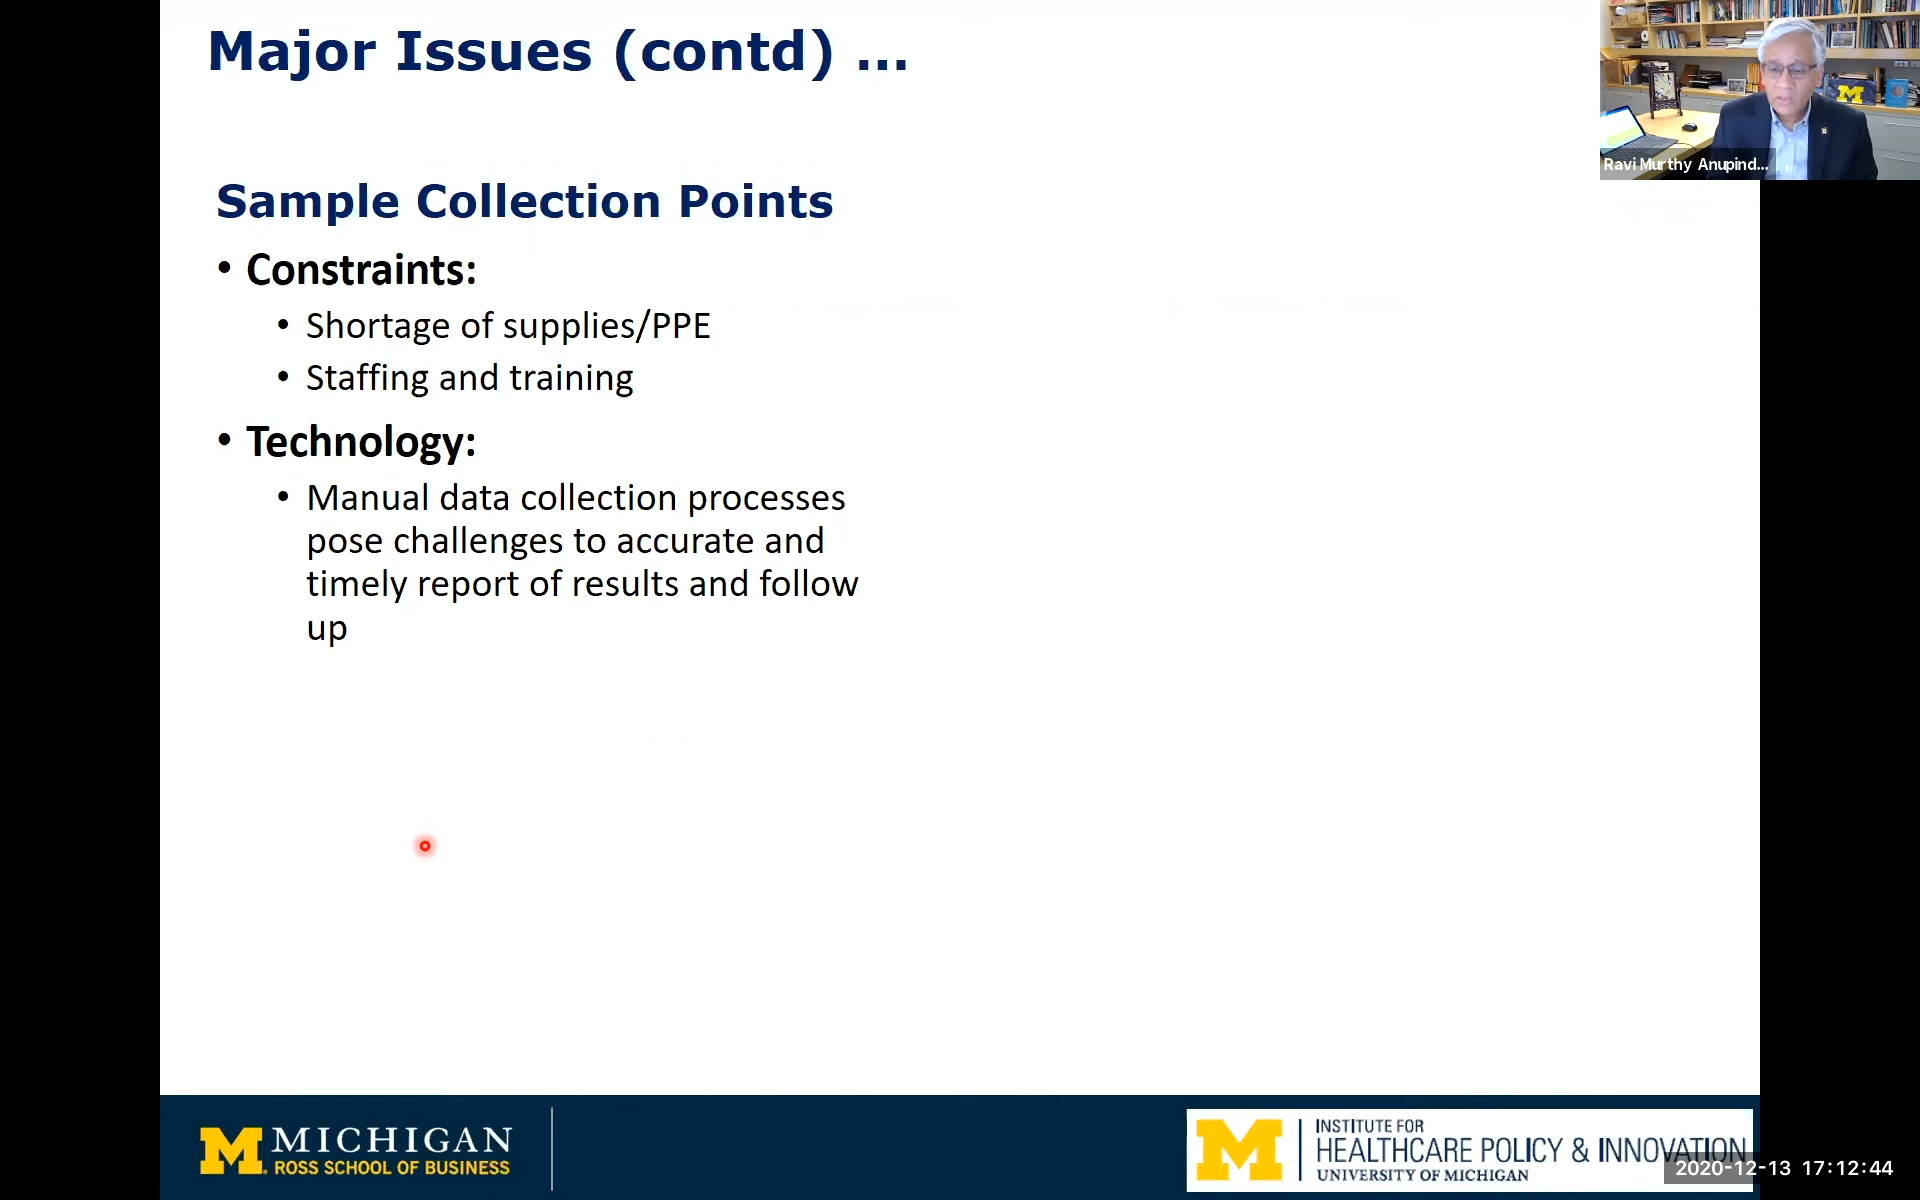 Major Issues (contd) ...
Ravi Murthy Anupind...
Sample Collection Points
• Constraints:
• Shortage of supplies/PPE
• Staffing and training
• Technology:
• Manual data collection processes
pose challenges to accurate and
timely report of results and follow
up
M MICHIGAN
ROSS SCHOOL OF BUSINESS
M
INSTITUTE FOR
HEALTHCARE POLICY & INNOVATION
UNIVERSITY OF MICHIGAN
2020-12-13 17:12:44